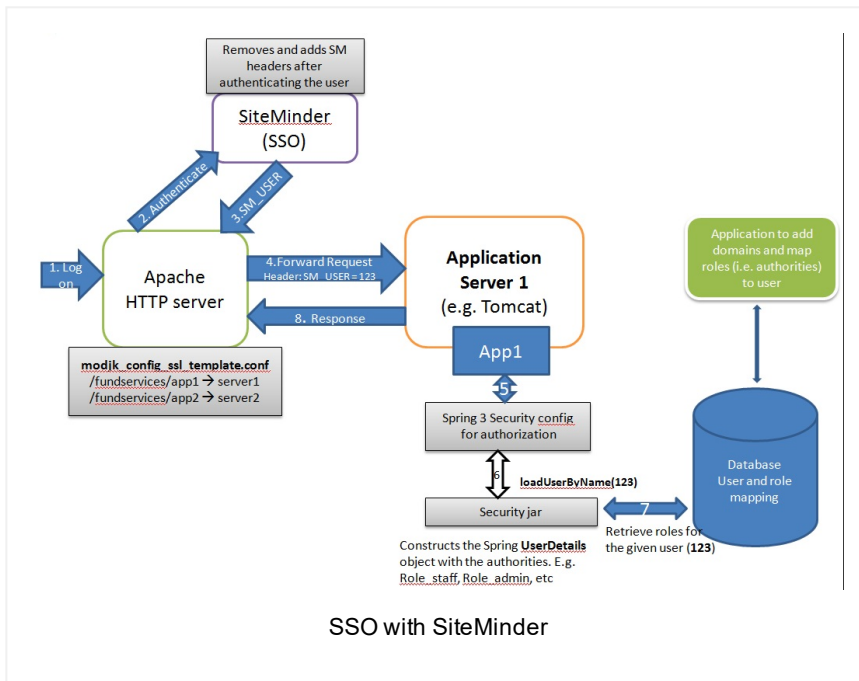 Removes and adds SM
headers after
authenticating the user
SiteMinder
(SSO)
2. Authenticate
3.SM_USER
1. Log
on
Apache
HTTP server
4.Forward Request
Header: SM_USER=123
8. Response
Application
Server 1
(e.g. Tomcat)
App1
Application to add
domains and map
roles (i.e. authorities)
to user
modjk_config_ssl_template.conf
/fundservices/app1 → server1
/fundservices/app2 → server2
5
Spring 3 Security config
for authorization
6
loadUserByName(123)
Security jar
7
Database
User and role
mapping
Retrieve roles for
the given user (123)
Constructs the Spring UserDetails
object with the authorities. E.g.
Role_staff, Role_admin, etc
SSO with SiteMinder